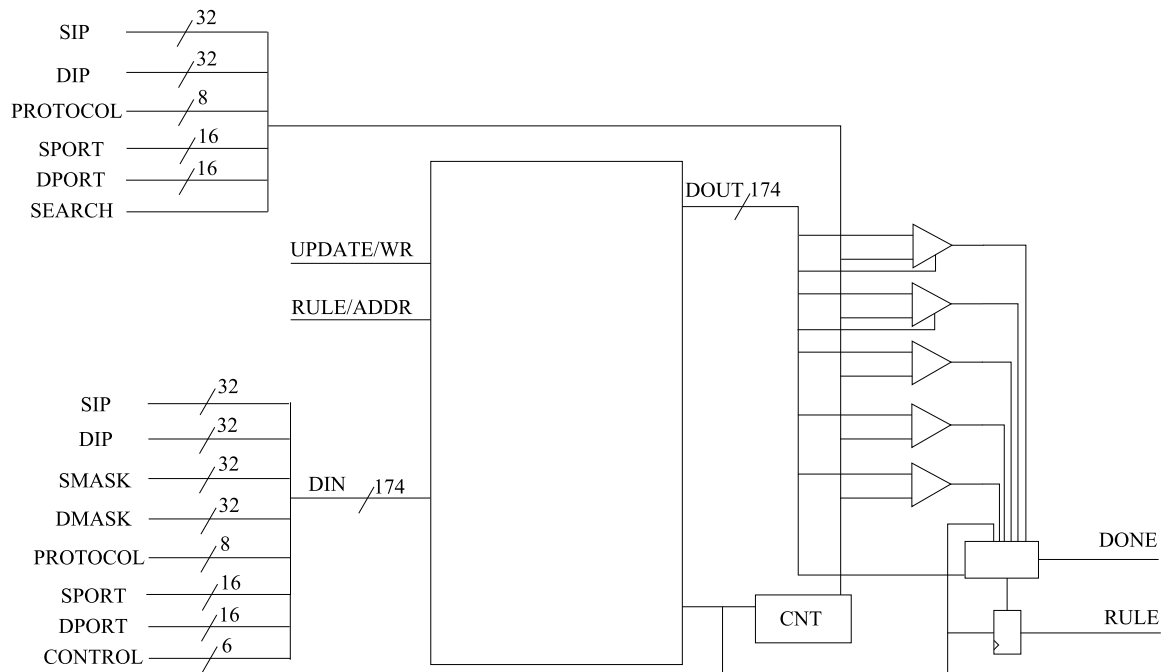 SIP 32
DIP 32
PROTOCOL 8
SPORT 16
DPORT 16
SEARCH
DOUT 174
UPDATE/WR
RULE/ADDR
SIP 32
DIP 32
SMASK 32
DIN 174
DMASK 32
PROTOCOL 8
SPORT 16
DPORT 16
CONTROL 6
CNT
DONE
RULE